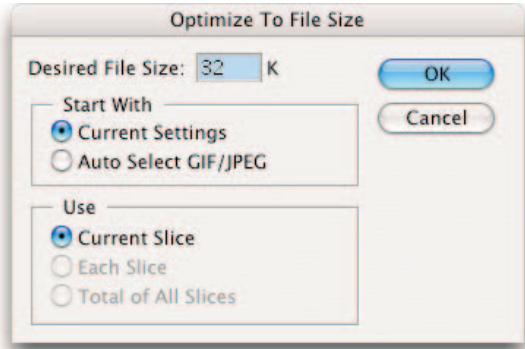 Optimize To File Size
Desired File Size: 32 K
OK
Start With
Cancel
Current Settings
Auto Select GIF/JPEG
Use
Current Slice
Each Slice
Total of All Slices